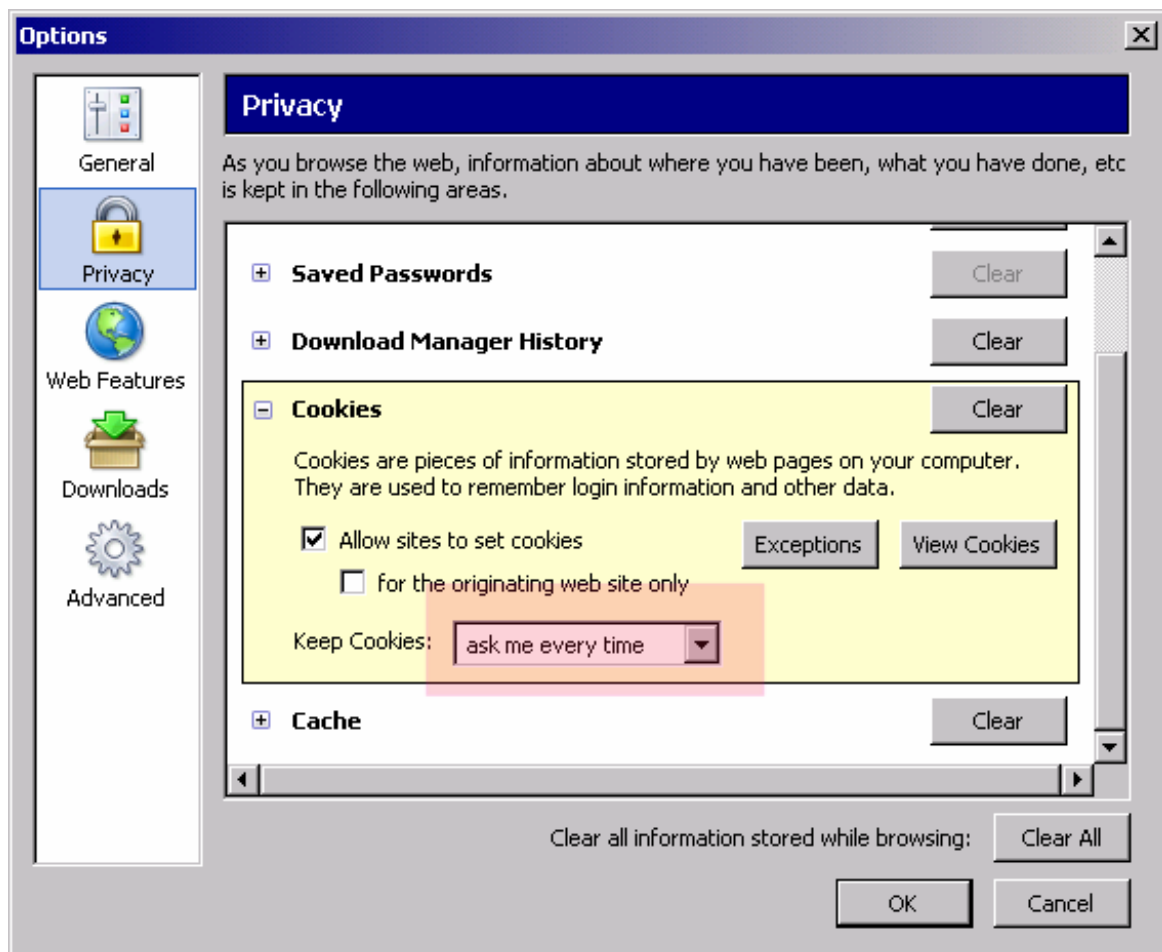 Options
General
Privacy
Web Features
Downloads
Advanced
Privacy
As you browse the web, information about where you have been, what you have done, etc
is kept in the following areas.
Saved Passwords Clear
Download Manager History Clear
Cookies Clear
Cookies are pieces of information stored by web pages on your computer.
They are used to remember login information and other data.
Allow sites to set cookies Exceptions View Cookies
for the originating web site only
Keep Cookies: ask me every time
Cache Clear
Clear all information stored while browsing: Clear All
OK Cancel